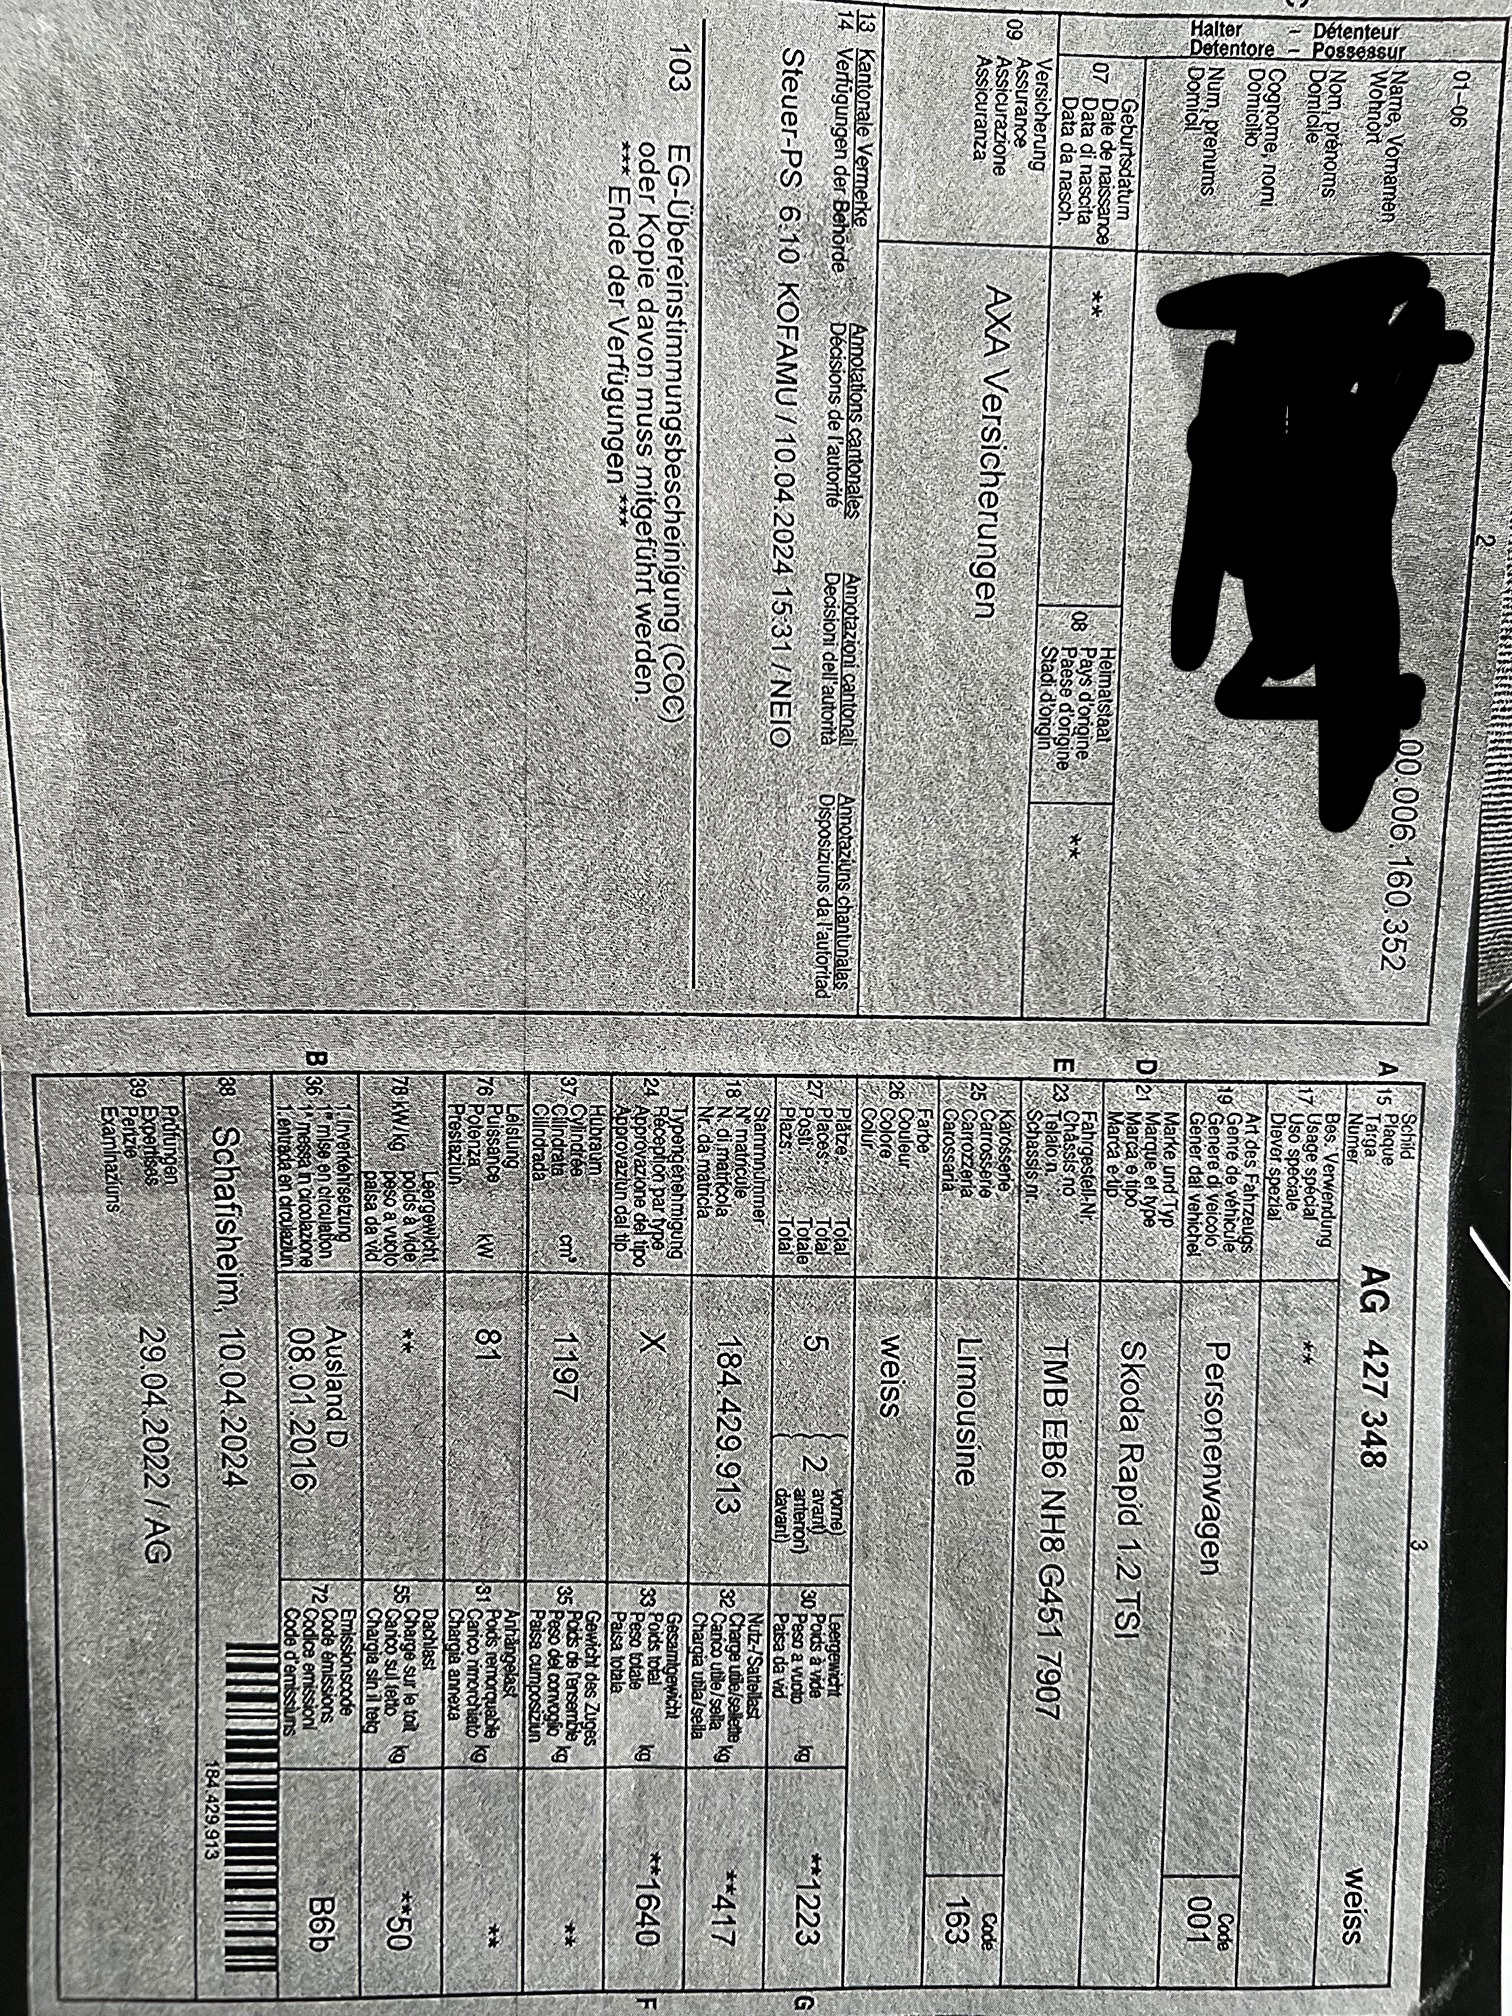 2
01–06
Halter – Détenteur
Detentore – Possessur
Name, Vornamen
Wohnort
Nom, prénoms
Domicile
Cognome, nomi
Domicilio
Num, prenums
Domicil
00.006.160.352
07 Geburtsdatum
Date de naissance
Data di nascita
Data da nasch.
**
08 Heimatstaat
Pays d'origine
Paese d'origine
Stadi d'origin
**
09 Versicherung
Assurance
Assicurazione
Assicuranza
AXA Versicherungen
13 Kantonale Vermerke Annotations cantonales Annotazioni cantonali Annotaziuns chantunalas
14 Verfügungen der Behörde Décisions de l'autorité Decisioni dell'autorità Disposiziuns da l'autoritad
Steuer-PS 6.10 KOFAMU / 10.04.2024 15:31 / NEIO
103 EG-Übereinstimmungsbescheinigung (COC)
oder Kopie davon muss mitgeführt werden.
*** Ende der Verfügungen ***
3
A 15 Schild
Plaque
Targa
Numer
AG 427 348 weiss
17 Bes. Verwendung
Usage spécial
Uso speciale
Diever spezial
**
19 Art des Fahrzeugs
Genre de véhicule
Genere di veicolo
Gener dal vehichel
Personenwagen
Code
001
D 21 Marke und Typ
Marque et type
Marca e tipo
Marca e tip
Skoda Rapid 1.2 TSI
E 23 Fahrgestell-Nr.
Châssis no
Telaio n.
Schassis nr.
TMB EB6 NH8 G451 7907
25 Karosserie
Carrosserie
Carrozzeria
Carossaria
Limousine
Code
163
26 Farbe
Couleur
Colore
Colur
weiss
27 Plätze: Total
Places: Total
Posti: Totale
Plazs: Total
5
2
vorne)
avant)
anteriori)
davant)
30 Leergewicht
Poids à vide
Peso a vuoto
Paisa da vid
kg
**1223
G
18 Stammnummer
N° matricule
N. di matricola
Nr. da matricla
184.429.913
32 Nutz-/Sattellast
Charge utile/sellette
Carico utile/sella
Chargia utila/sella
kg
**417
24 Typengenehmigung
Réception par type
Approvazione del tipo
Approvaziun dal tip
X
33 Gesamtgewicht
Poids total
Peso totale
Paisa totala
kg
**1640
F
37 Hubraum
Cylindrée
Cilindrata
Cilindrada
cm³
1197
35 Gewicht des Zuges
Poids de l'ensemble
Peso del convoglio
Paisa cumposiziun
kg
**
76 Leistung
Puissance
Potenza
Prestaziun
kW
81
31 Anhängelast
Poids remorquable
Carico rimorchiato
Chargia annexa
kg
**
78 kW/kg
Leergewicht
poids à vide
peso a vuoto
paisa da vid
**
55 Dachlast
Charge sur le toit
Carico sul tetto
Chargia sin il tetg
kg
**50
B 36 1. Inverkehrsetzung
1re mise en circulation
1a messa in circolazione
1. entrada en circulaziun
Ausland D
08.01.2016
72 Emissionscode
Code émissions
Codice emissioni
Code d'emissiuns
B6b
38 Schafisheim, 10.04.2024
184.429.913
39 Prüfungen
Expertises
Perizie
Examinaziuns
29.04.2022 / AG